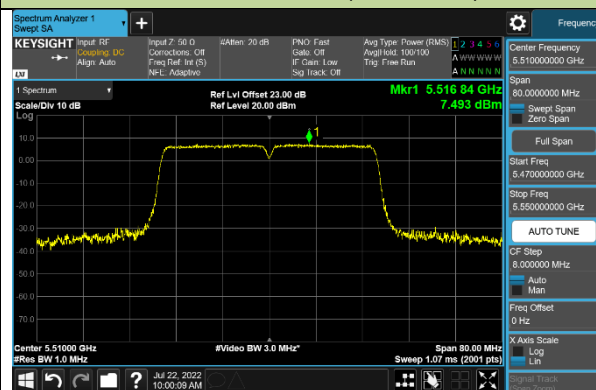 Spectrum Analyzer 1
Swept SA
+
Frequenc
KEYSIGHT
Input: RF
Coupling: DC
Align: Auto
Input Z: 50 Ω
Corrections: Off
Freq Ref: Int (S)
NFE: Adaptive
#Atten: 20 dB
PNO: Fast
Gate: Off
IF Gain: Low
Sig Track: Off
Avg Type: Power (RMS)
Avg|Hold: 100/100
Trig: Free Run
1 2 3 4 5 6
A W W W W W
A N N N N N
LXI
1 Spectrum
Scale/Div 10 dB
Log
Ref Lvl Offset 23.00 dB
Ref Level 20.00 dBm
Mkr1 5.516 84 GHz
7.493 dBm
1
10.0
0.00
-10.0
-20.0
-30.0
-40.0
-50.0
-60.0
-70.0
Center 5.51000 GHz
#Res BW 1.0 MHz
#Video BW 3.0 MHz*
Span 80.00 MHz
Sweep 1.07 ms (2001 pts)
Center Frequency
5.510000000 GHz
Span
80.0000000 MHz
Swept Span
Zero Span
Full Span
Start Freq
5.470000000 GHz
Stop Freq
5.550000000 GHz
AUTO TUNE
CF Step
8.000000 MHz
Auto
Man
Freq Offset
0 Hz
X Axis Scale
Log
Lin
Signal Track
(Span Zoom)
?
Jul 22, 2022
10:00:09 AM